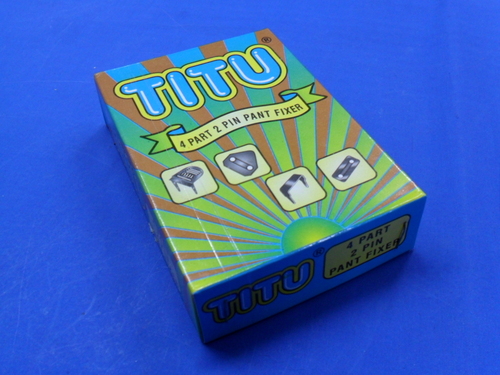 TITU®
4 PART 2 PIN PANT FIXER
TITU®
4 PART
2 PIN
PANT FIXER